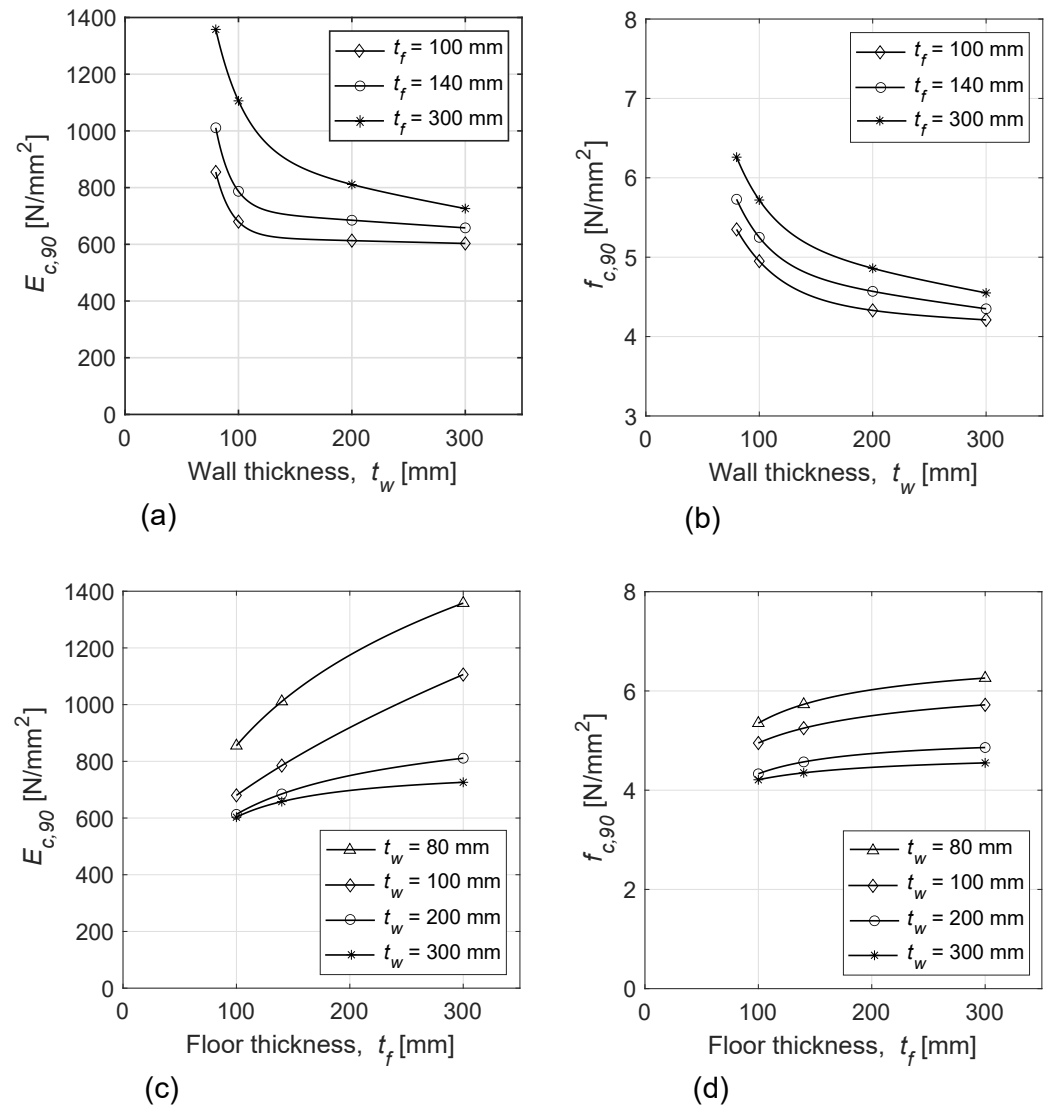 1400
1200
1000
800
600
400
200
0
E_c,90 [N/mm²]
t_f = 100 mm
t_f = 140 mm
t_f = 300 mm
0 100 200 300
Wall thickness, t_w [mm]
(a)
8
7
6
5
4
3
f_c,90 [N/mm²]
t_f = 100 mm
t_f = 140 mm
t_f = 300 mm
0 100 200 300
Wall thickness, t_w [mm]
(b)
1400
1200
1000
800
600
400
200
0
E_c,90 [N/mm²]
t_w = 80 mm
t_w = 100 mm
t_w = 200 mm
t_w = 300 mm
0 100 200 300
Floor thickness, t_f [mm]
(c)
8
6
4
2
0
f_c,90 [N/mm²]
t_w = 80 mm
t_w = 100 mm
t_w = 200 mm
t_w = 300 mm
0 100 200 300
Floor thickness, t_f [mm]
(d)